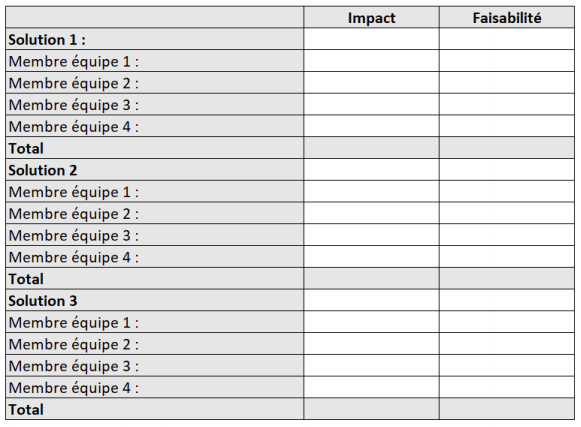 Impact Faisabilité
Solution 1 :
Membre équipe 1 :
Membre équipe 2 :
Membre équipe 3 :
Membre équipe 4 :
Total
Solution 2
Membre équipe 1 :
Membre équipe 2 :
Membre équipe 3 :
Membre équipe 4 :
Total
Solution 3
Membre équipe 1 :
Membre équipe 2 :
Membre équipe 3 :
Membre équipe 4 :
Total